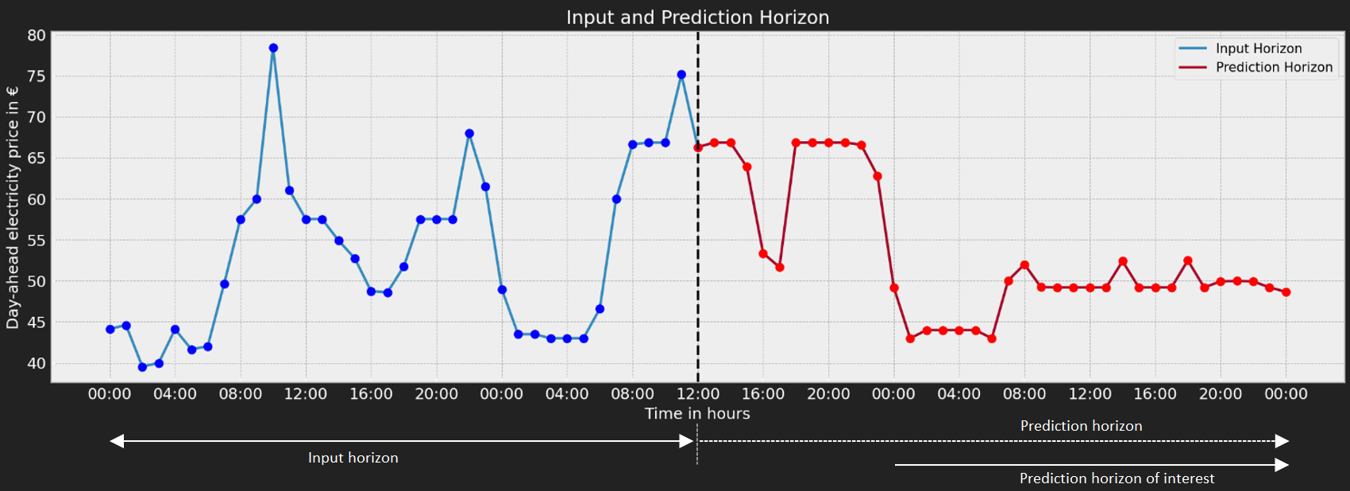 Input and Prediction Horizon
Input Horizon
Prediction Horizon
Day-ahead electricity price in €
80
75
70
65
60
55
50
45
40
00:00 04:00 08:00 12:00 16:00 20:00 00:00 04:00 08:00 12:00 16:00 20:00 00:00 04:00 08:00 12:00 16:00 20:00 00:00
Time in hours
Prediction horizon
Input horizon
Prediction horizon of interest